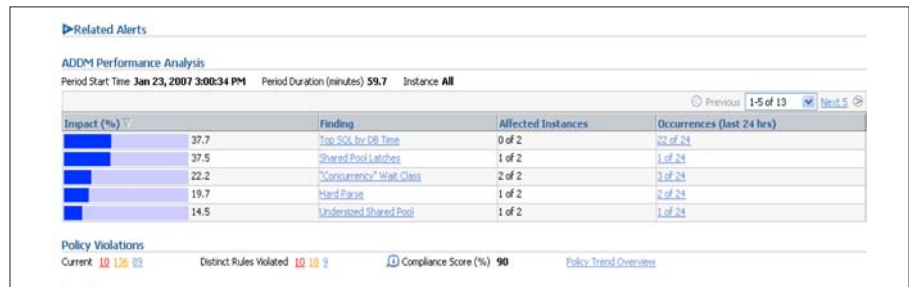 Related Alerts
ADDM Performance Analysis
Period Start Time Jan 23, 2007 3:00:34 PM Period Duration (minutes) 59.7 Instance All
Previous 1-5 of 13 Next 5
Impact (%) Finding Affected Instances Occurrences (last 24 hrs)
37.7 Top SQL by DB Time 0 of 2 22 of 24
37.5 Shared Pool Latches 1 of 2 1 of 24
22.2 "Concurrency" Wait Class 2 of 2 3 of 24
19.7 Hard Parse 1 of 2 2 of 24
14.5 Undersized Shared Pool 1 of 2 1 of 24
Policy Violations
Current 10 136 89 Distinct Rules Violated 10 18 9 Compliance Score (%) 90 Policy Trend Overview